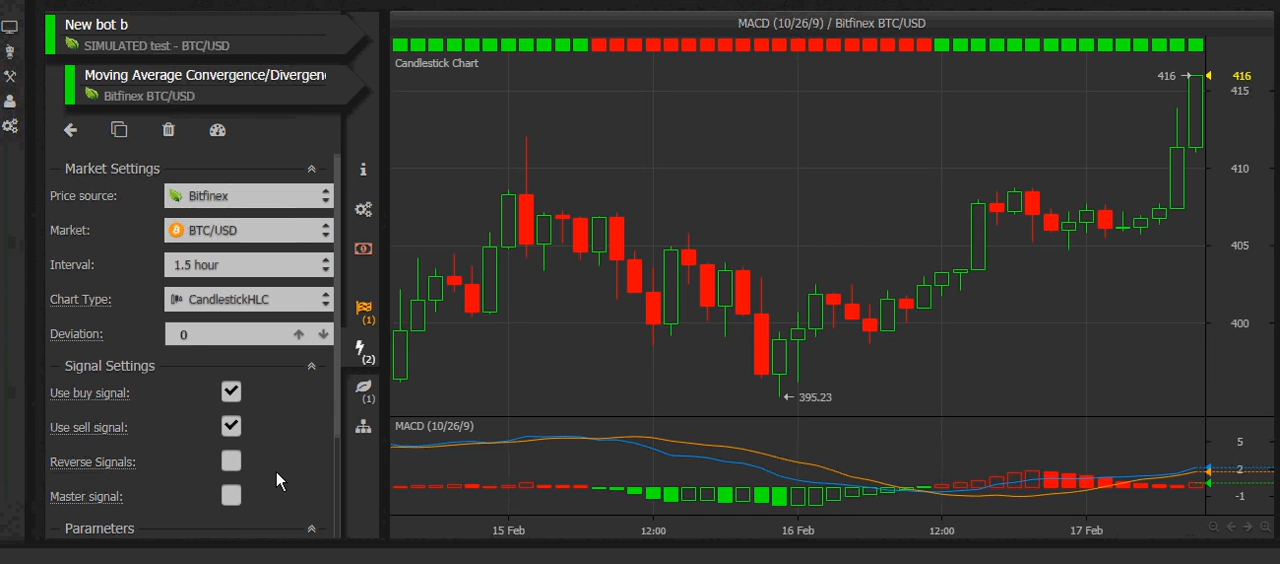 New bot b
SIMULATED test - BTC/USD
Moving Average Convergence/Divergen
Bitfinex BTC/USD
Market Settings
Price source: Bitfinex
Market: BTC/USD
Interval: 1.5 hour
Chart Type: CandlestickHLC
Deviation: 0
Signal Settings
Use buy signal:
Use sell signal:
Reverse Signals:
Master signal:
Parameters
(1)
(2)
(1)
MACD (10/26/9) / Bitfinex BTC/USD
Candlestick Chart
416
416
415
410
405
400
395.23
MACD (10/26/9)
5
2
-1
15 Feb
12:00
16 Feb
12:00
17 Feb